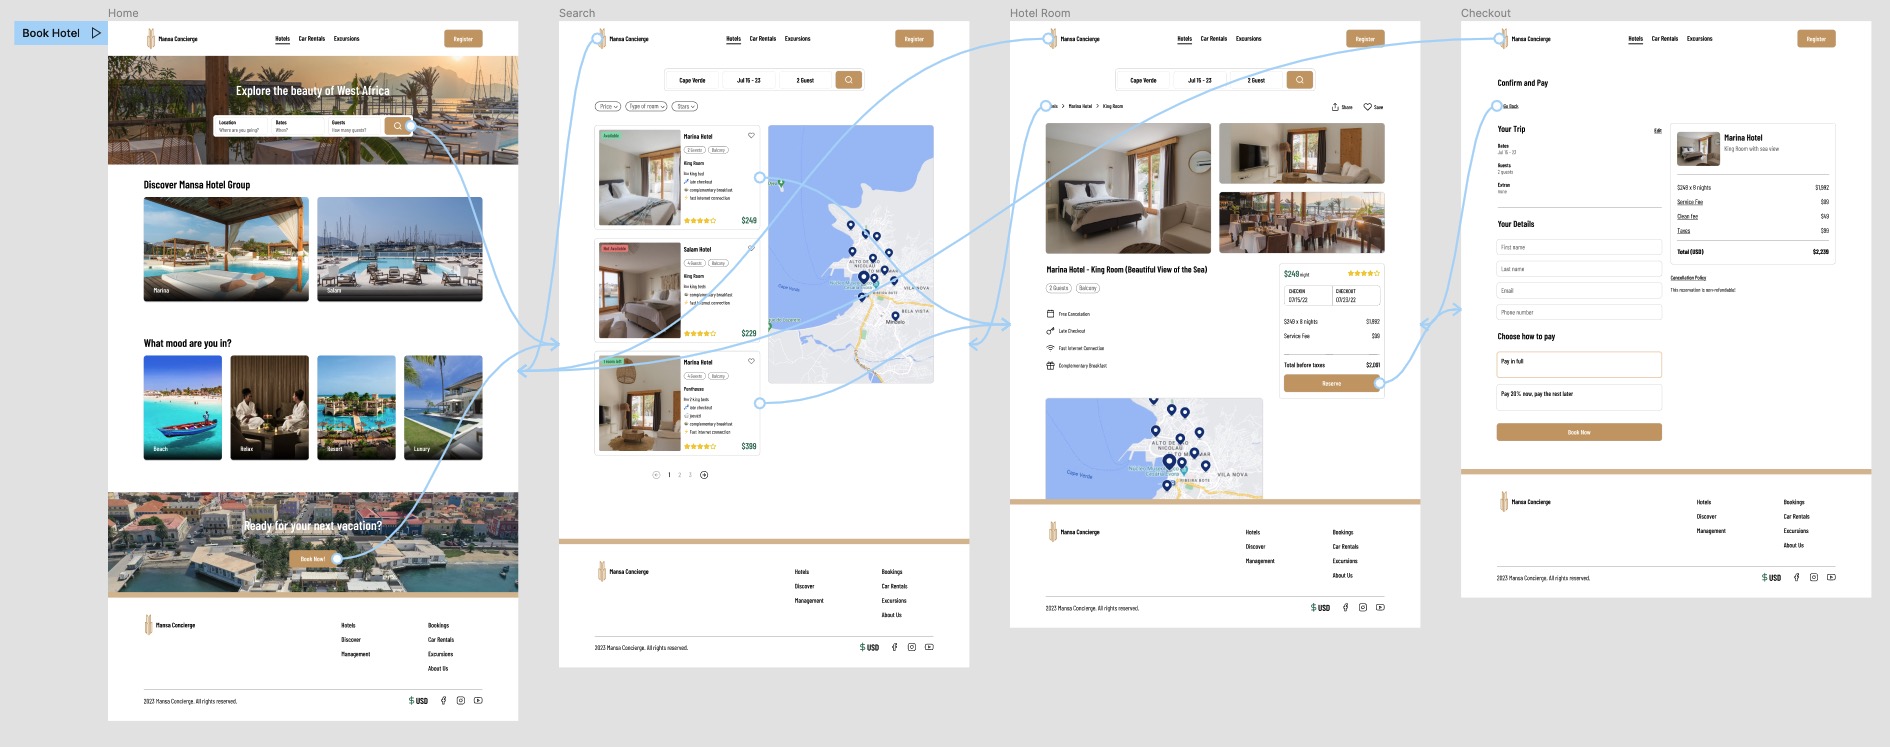 Book Hotel
Home
Mansa Concierge
Hotels Car Rentals Excursions
Register
Explore the beauty of West Africa
Location Dates Guests
Where are you going? When? How many guests?
Discover Mansa Hotel Group
Marina
Salam
What mood are you in?
Beach
Relax
Resort
Luxury
Ready for your next vacation?
Book Now!
Mansa Concierge
Hotels
Discover
Management
Bookings
Car Rentals
Excursions
About Us
2023 Mansa Concierge. All rights reserved.
$ USD
Search
Mansa Concierge
Hotels Car Rentals Excursions
Register
Cape Verde Jul 15 - 23 2 Guest
Price Type of room Stars
Available
Marina Hotel
2 Guests Balcony
King Room
king bed
late checkout
complementary breakfast
fast internet connection
$249
Not Available
Salam Hotel
4 Guests Balcony
King Room
king beds
complementary breakfast
fast internet connection
$229
Marina Hotel
4 Guests Balcony
Penthouse
2 king beds
late checkout
complementary breakfast
Fast internet connection
$399
1 2 3
Cape Verde
ALTO DE
NICOLAU
VILA NOVA
RIBEIRA BOTE
BELA VISTA
Mindelo
Mansa Concierge
Hotels
Discover
Management
Bookings
Car Rentals
Excursions
About Us
2023 Mansa Concierge. All rights reserved.
$ USD
Hotel Room
Mansa Concierge
Hotels Car Rentals Excursions
Register
Cape Verde Jul 15 - 23 2 Guest
Marina Hotel > King Room
Share Save
Marina Hotel - King Room (Beautiful View of the Sea)
2 Guests Balcony
Free Cancelation
Late Checkout
Fast Internet Connection
Complementary Breakfast
$249 night
CHECKIN CHECKOUT
07/15/22 07/23/22
$249 x 8 nights $1,992
Service Fee $99
Total before taxes $2,091
Reserve
ALTO DE
NICOLAU
VILA NOVA
RIBEIRA BOTE
Cape Verde
Mansa Concierge
Hotels
Discover
Management
Bookings
Car Rentals
Excursions
About Us
2023 Mansa Concierge. All rights reserved.
$ USD
Checkout
Mansa Concierge
Hotels Car Rentals Excursions
Register
Confirm and Pay
Go Back
Your Trip Edit
Dates
Jul 15 - 23
Guests
2 guests
Extras
None
Your Details
First name
Last name
Email
Phone number
Choose how to pay
Pay in full
Pay 20% now, pay the rest later
Book Now
Marina Hotel
King Room with sea view
$249 x 8 nights $1,992
Service Fee $99
Clean fee $49
Taxes $99
Total (USD) $2,239
Cancellation Policy
This reservation is non-refundable!
Mansa Concierge
Hotels
Discover
Management
Bookings
Car Rentals
Excursions
About Us
2023 Mansa Concierge. All rights reserved.
$ USD